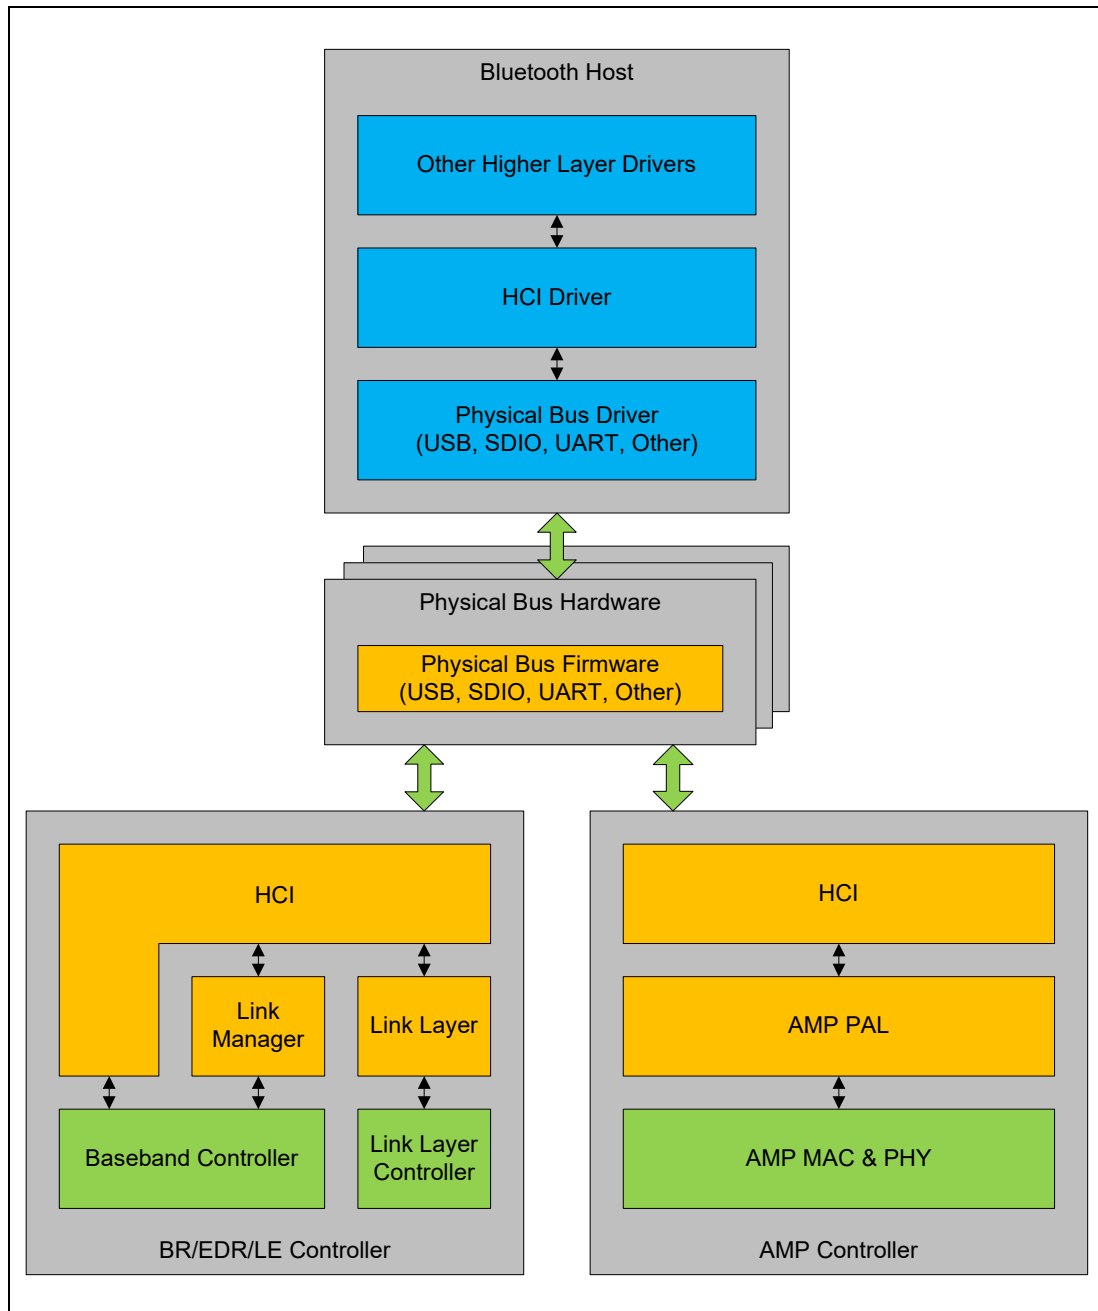 Bluetooth Host
Other Higher Layer Drivers
HCI Driver
Physical Bus Driver
(USB, SDIO, UART, Other)
Physical Bus Hardware
Physical Bus Firmware
(USB, SDIO, UART, Other)
HCI
Link
Manager
Link Layer
Baseband Controller
Link Layer
Controller
BR/EDR/LE Controller
HCI
AMP PAL
AMP MAC & PHY
AMP Controller